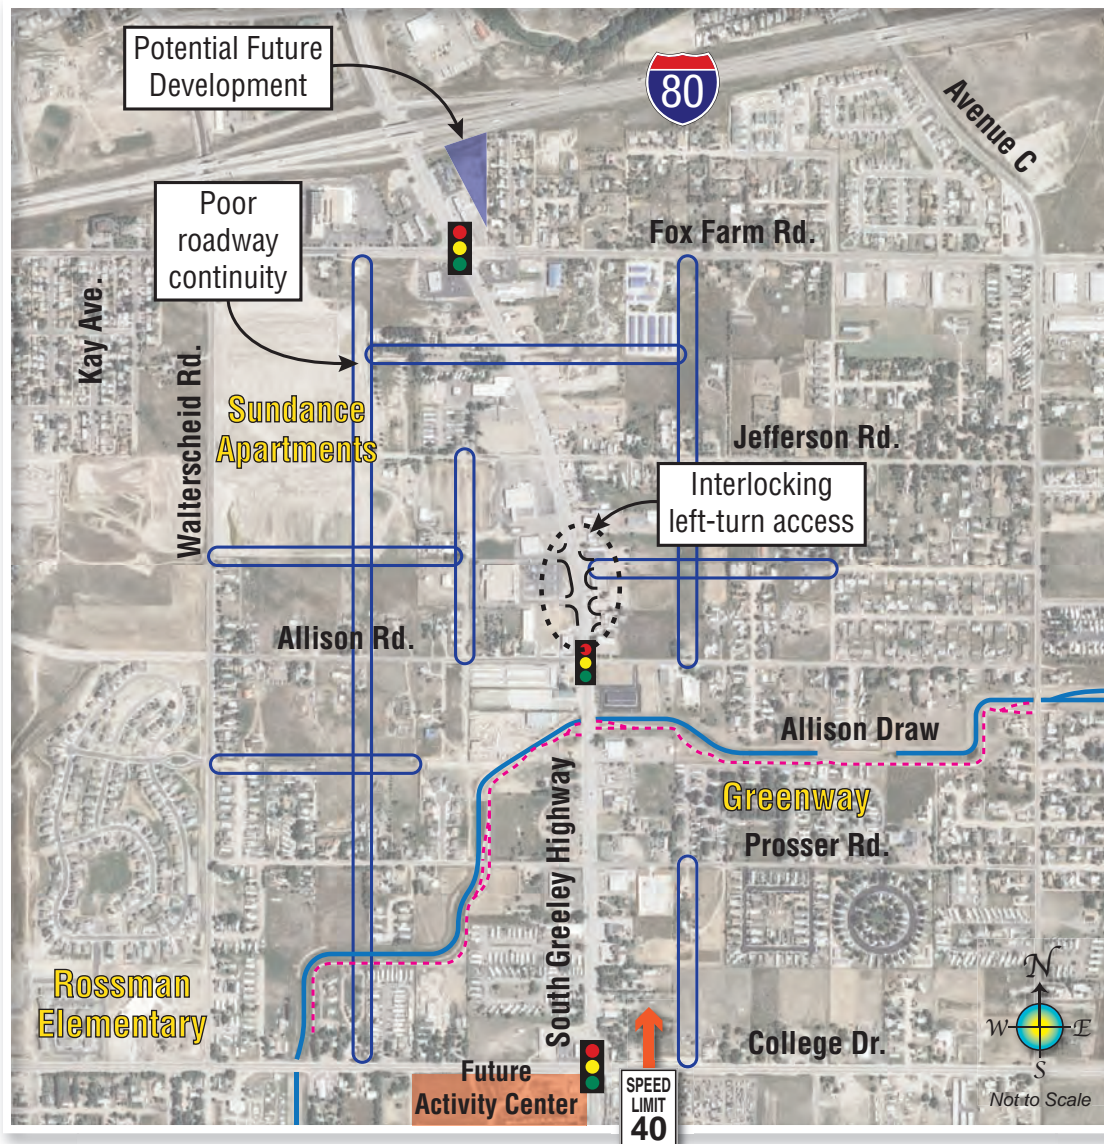 Potential Future
Development
80
Avenue C
Poor
roadway
continuity
Fox Farm Rd.
Kay Ave.
Walterscheid Rd.
Sundance
Apartments
Jefferson Rd.
Interlocking
left-turn access
Allison Rd.
Allison Draw
Greenway
South Greeley Highway
Prosser Rd.
Rossman
Elementary
N
W
E
S
College Dr.
Future
Activity Center
SPEED
LIMIT
40
Not to Scale